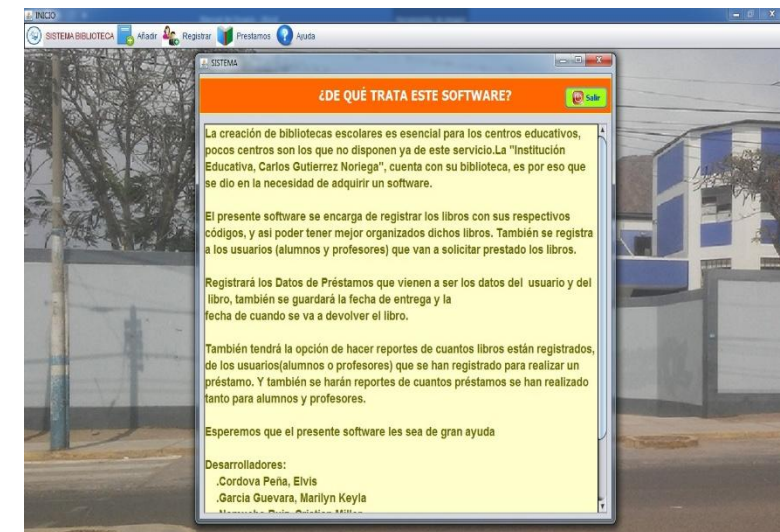 INICIO
SISTEMA BIBLIOTECA Añadir Registrar Prestamos Ayuda
SISTEMA
¿DE QUÉ TRATA ESTE SOFTWARE?
Salir
La creación de bibliotecas escolares es esencial para los centros educativos,
pocos centros son los que no disponen ya de este servicio.La "Institución
Educativa, Carlos Gutierrez Noriega", cuenta con su biblioteca, es por eso que
se dio en la necesidad de adquirir un software.
El presente software se encarga de registrar los libros con sus respectivos
códigos, y asi poder tener mejor organizados dichos libros. También se registra
a los usuarios (alumnos y profesores) que van a solicitar prestado los libros.
Registrará los Datos de Préstamos que vienen a ser los datos del usuario y del
libro, también se guardará la fecha de entrega y la
fecha de cuando se va a devolver el libro.
También tendrá la opción de hacer reportes de cuantos libros están registrados,
de los usuarios(alumnos o profesores) que se han registrado para realizar un
préstamo. Y también se harán reportes de cuantos préstamos se han realizado
tanto para alumnos y profesores.
Esperemos que el presente software les sea de gran ayuda
Desarrolladores:
.Cordova Peña, Elvis
.Garcia Guevara, Marilyn Keyla